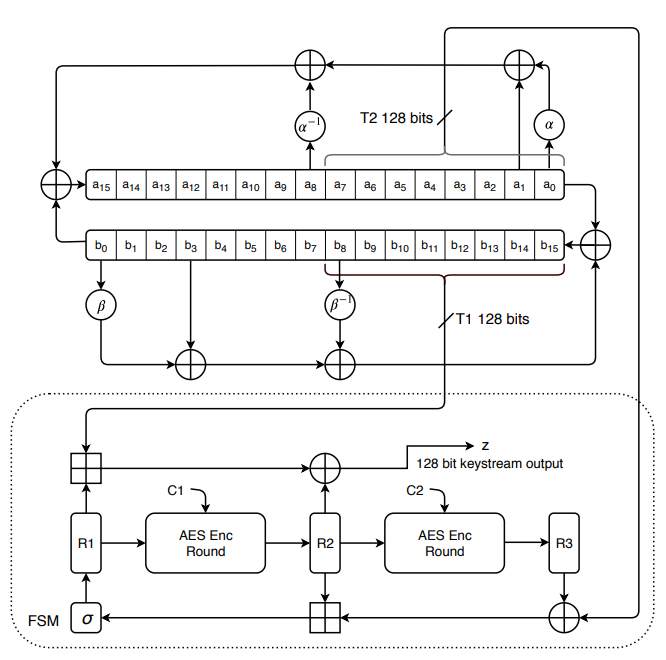 T2 128 bits
α⁻¹
α
a₁₅ a₁₄ a₁₃ a₁₂ a₁₁ a₁₀ a₉ a₈ a₇ a₆ a₅ a₄ a₃ a₂ a₁ a₀
b₀ b₁ b₂ b₃ b₄ b₅ b₆ b₇ b₈ b₉ b₁₀ b₁₁ b₁₂ b₁₃ b₁₄ b₁₅
β
β⁻¹
T1 128 bits
z
128 bit keystream output
C1
C2
R1
AES Enc
Round
R2
AES Enc
Round
R3
FSM
σ